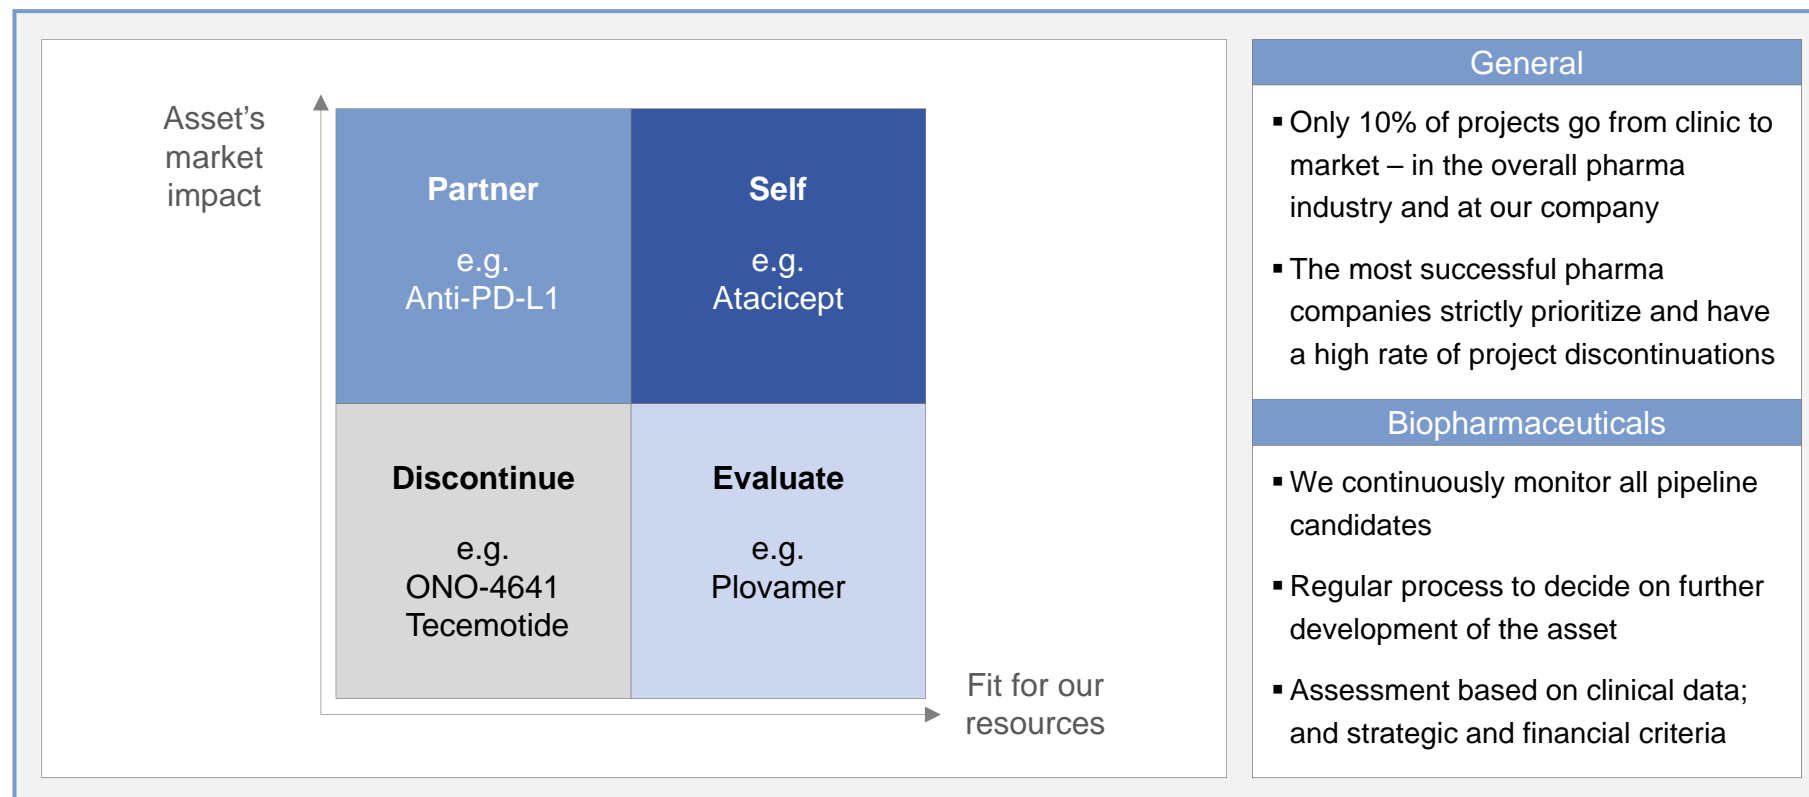 Asset's
market
impact
Partner
e.g.
Anti-PD-L1
Self
e.g.
Atacicept
Discontinue
e.g.
ONO-4641
Tecemotide
Evaluate
e.g.
Plovamer
Fit for our
resources
General
▪ Only 10% of projects go from clinic to
market – in the overall pharma
industry and at our company
▪ The most successful pharma
companies strictly prioritize and have
a high rate of project discontinuations
Biopharmaceuticals
▪ We continuously monitor all pipeline
candidates
▪ Regular process to decide on further
development of the asset
▪ Assessment based on clinical data;
and strategic and financial criteria